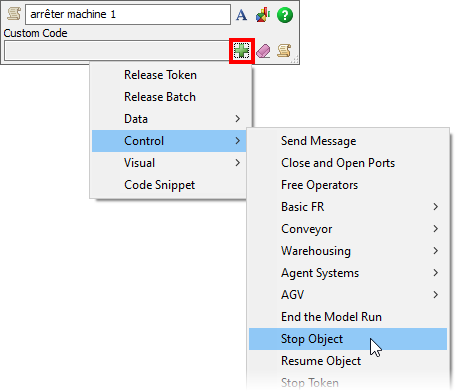 arrêter machine 1
Custom Code
Release Token
Release Batch
Data
Control
Visual
Code Snippet
Send Message
Close and Open Ports
Free Operators
Basic FR
Conveyor
Warehousing
Agent Systems
AGV
End the Model Run
Stop Object
Resume Object
Stop Token